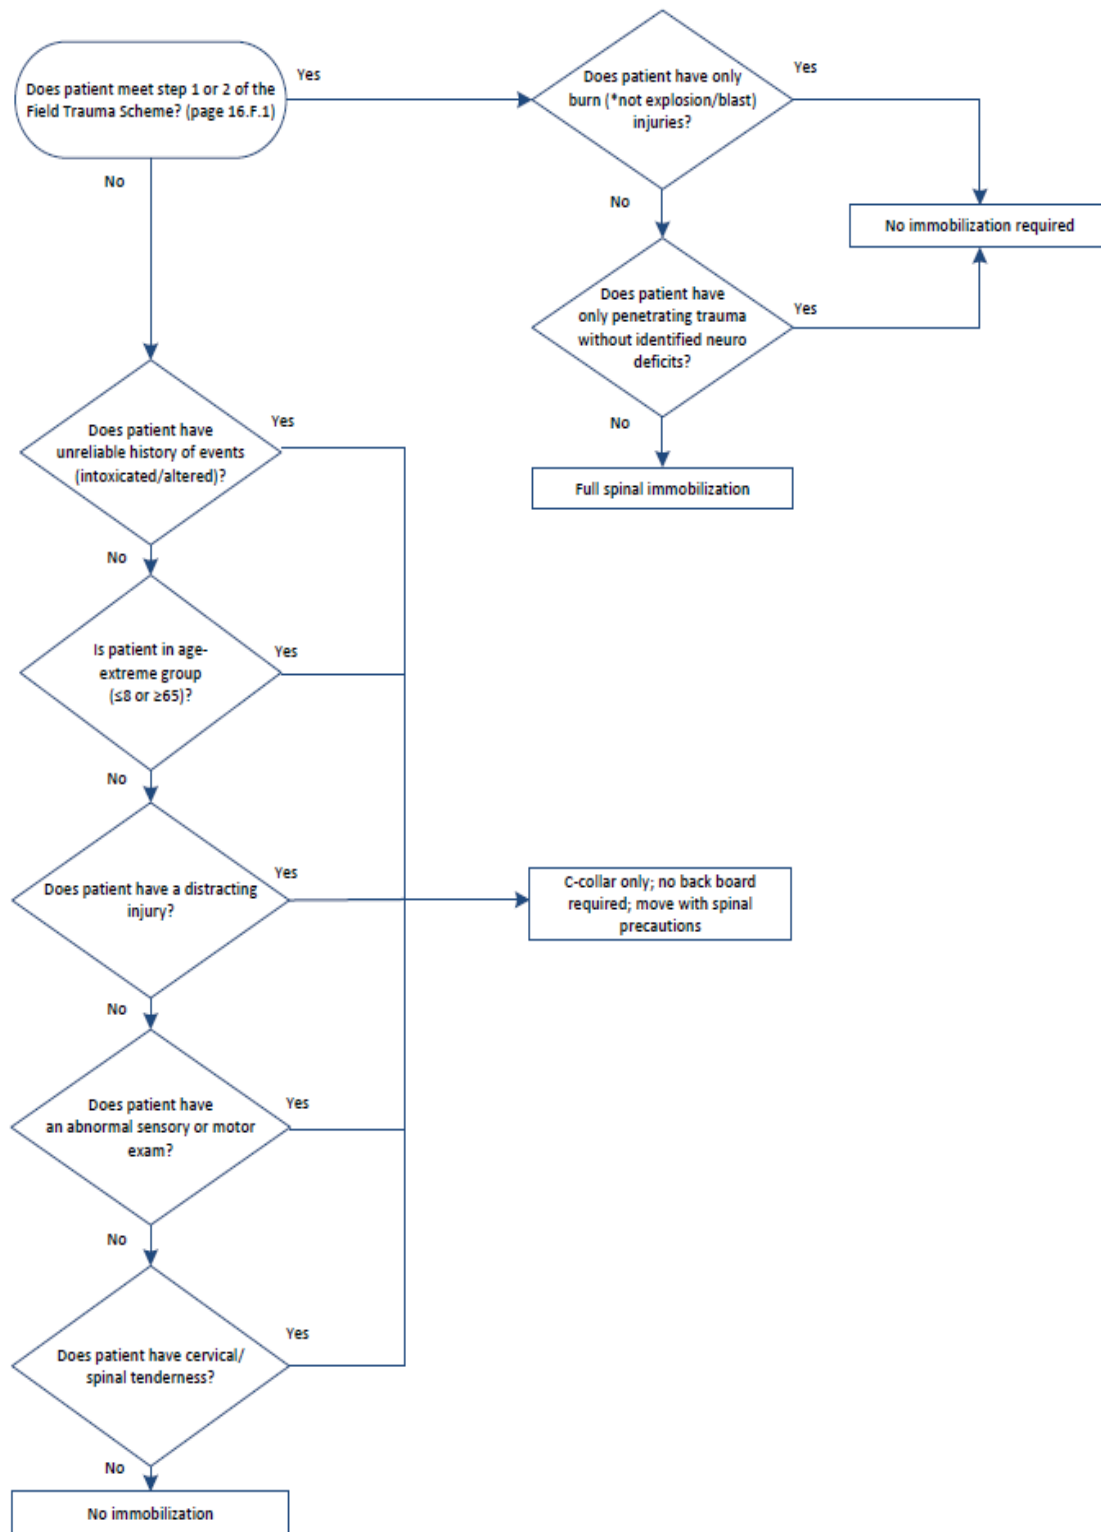 Does patient meet step 1 or 2 of the
Field Trauma Scheme? (page 16.F.1)
Yes
Does patient have only
burn (*not explosion/blast)
injuries?
Yes
No
No
No immobilization required
Does patient have
only penetrating trauma
without identified neuro
deficits?
Yes
No
Full spinal immobilization
Does patient have
unreliable history of events
(intoxicated/altered)?
Yes
No
Is patient in age-
extreme group
(≤8 or ≥65)?
Yes
No
Does patient have a distracting
injury?
Yes
C-collar only; no back board
required; move with spinal
precautions
No
Does patient have
an abnormal sensory or motor
exam?
Yes
No
Does patient have cervical/
spinal tenderness?
Yes
No
No immobilization